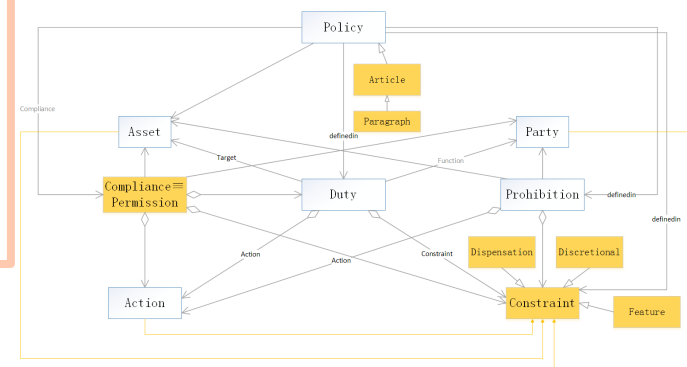 Policy
Article
Compliance
Paragraph
Asset
definedin
Party
Target
Function
Compliance≡
Permission
Duty
Prohibition
definedin
definedin
Action
Constraint
Dispensation
Discretional
Action
Action
Constraint
Feature